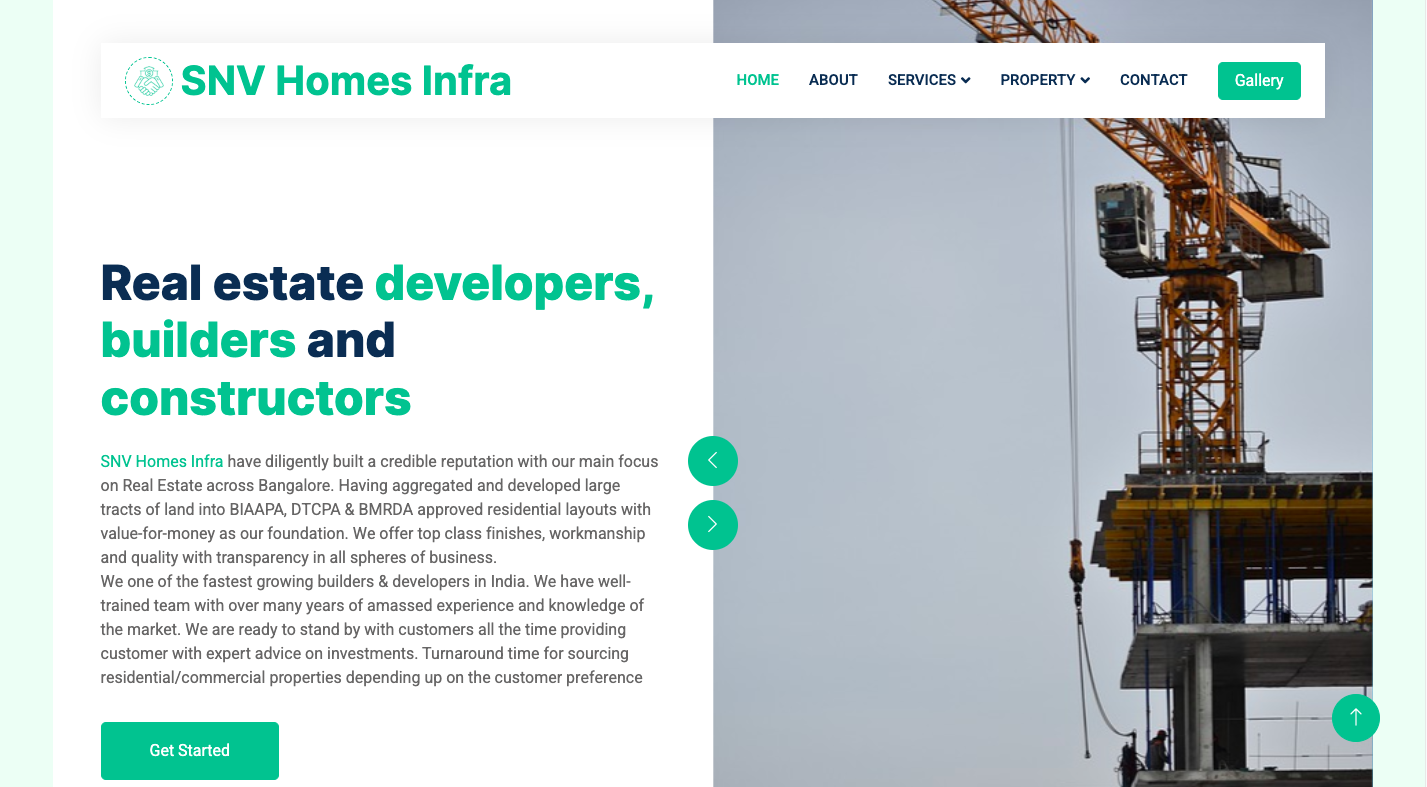 SNV Homes Infra
HOME ABOUT SERVICES PROPERTY CONTACT Gallery
Real estate developers,
builders and
constructors
SNV Homes Infra have diligently built a credible reputation with our main focus
on Real Estate across Bangalore. Having aggregated and developed large
tracts of land into BIAAPA, DTCPA & BMRDA approved residential layouts with
value-for-money as our foundation. We offer top class finishes, workmanship
and quality with transparency in all spheres of business.
We one of the fastest growing builders & developers in India. We have well-
trained team with over many years of amassed experience and knowledge of
the market. We are ready to stand by with customers all the time providing
customer with expert advice on investments. Turnaround time for sourcing
residential/commercial properties depending up on the customer preference
Get Started